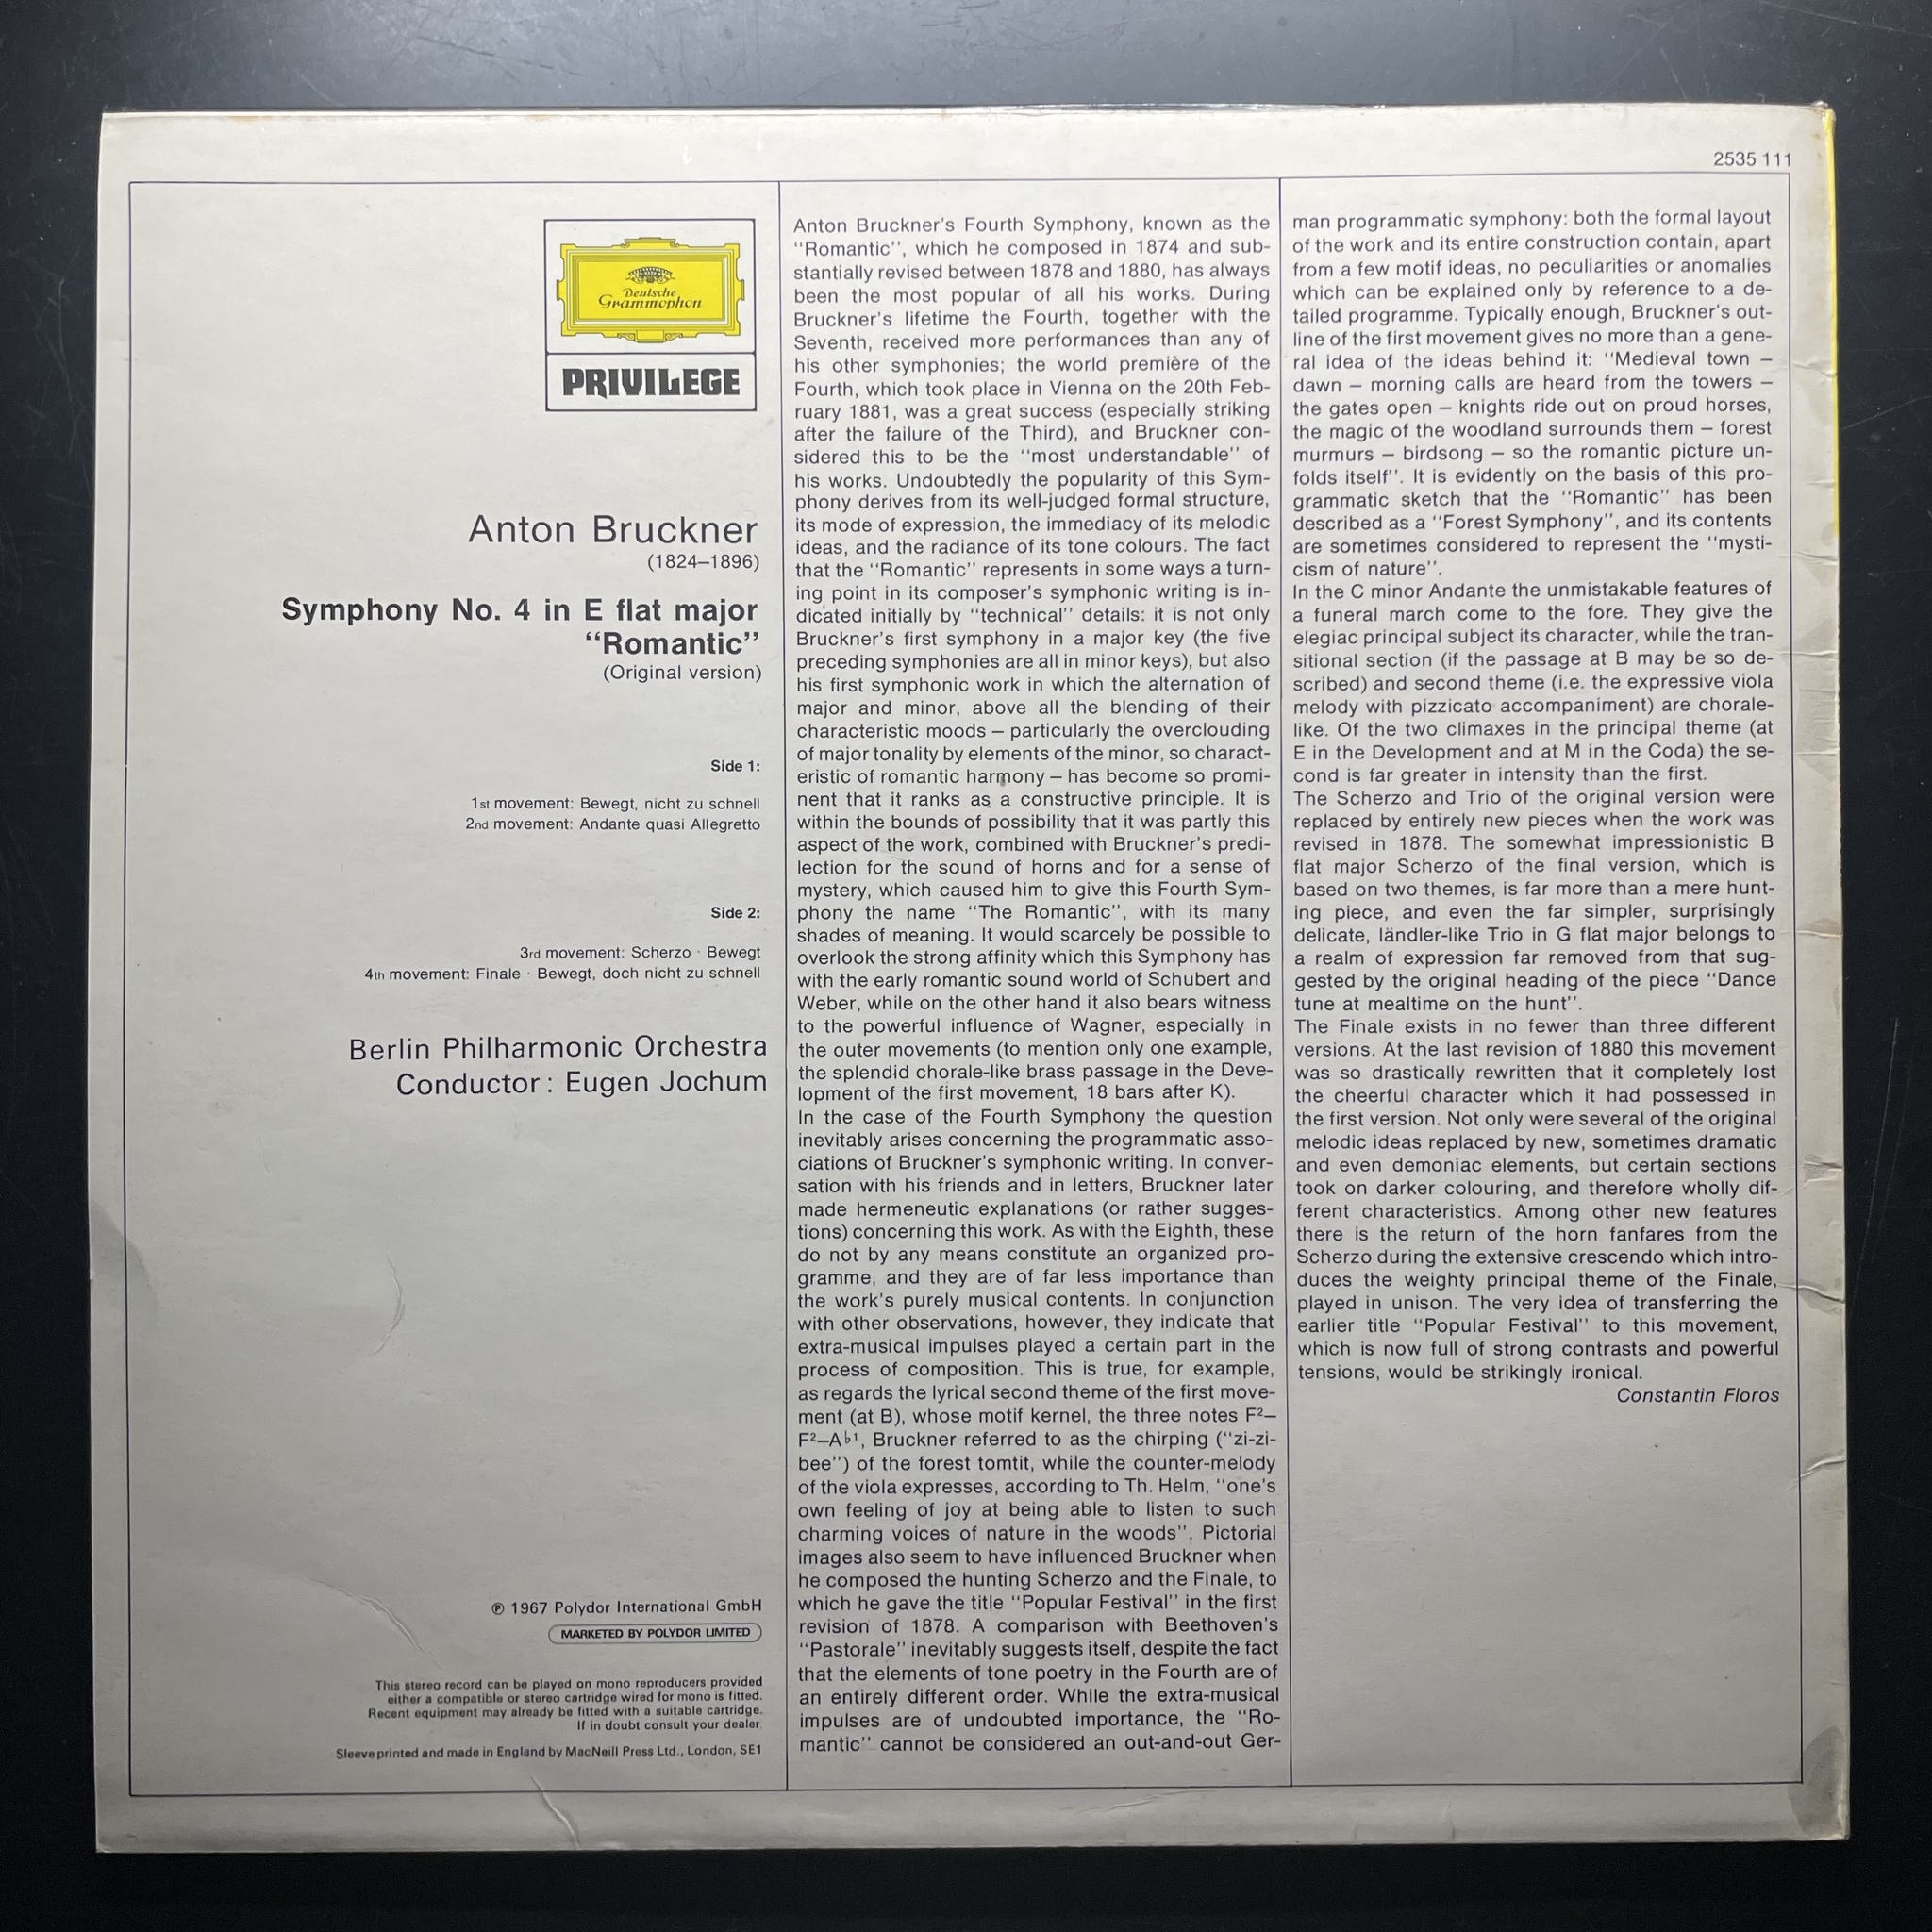 2535 111
Deutsche
Grammophon
PRIVILEGE
Anton Bruckner
(1824–1896)
Symphony No. 4 in E flat major
“Romantic”
(Original version)
Side 1:
1st movement: Bewegt, nicht zu schnell
2nd movement: Andante quasi Allegretto
Side 2:
3rd movement: Scherzo · Bewegt
4th movement: Finale · Bewegt, doch nicht zu schnell
Berlin Philharmonic Orchestra
Conductor: Eugen Jochum
℗ 1967 Polydor International GmbH
MARKETED BY POLYDOR LIMITED
This stereo record can be played on mono reproducers provided
either a compatible or stereo cartridge wired for mono is fitted.
Recent equipment may already be fitted with a suitable cartridge.
If in doubt consult your dealer.
Sleeve printed and made in England by MacNeill Press Ltd., London, SE1
Anton Bruckner's Fourth Symphony, known as the
“Romantic”, which he composed in 1874 and sub-
stantially revised between 1878 and 1880, has always
been the most popular of all his works. During
Bruckner's lifetime the Fourth, together with the
Seventh, received more performances than any of
his other symphonies; the world première of the
Fourth, which took place in Vienna on the 20th Feb-
ruary 1881, was a great success (especially striking
after the failure of the Third), and Bruckner con-
sidered this to be the “most understandable” of
his works. Undoubtedly the popularity of this Sym-
phony derives from its well-judged formal structure,
its mode of expression, the immediacy of its melodic
ideas, and the radiance of its tone colours. The fact
that the “Romantic” represents in some ways a turn-
ing point in its composer's symphonic writing is in-
dicated initially by “technical” details: it is not only
Bruckner's first symphony in a major key (the five
preceding symphonies are all in minor keys), but also
his first symphonic work in which the alternation of
major and minor, above all the blending of their
characteristic moods – particularly the overclouding
of major tonality by elements of the minor, so charact-
eristic of romantic harmony – has become so promi-
nent that it ranks as a constructive principle. It is
within the bounds of possibility that it was partly this
aspect of the work, combined with Bruckner's predi-
lection for the sound of horns and for a sense of
mystery, which caused him to give this Fourth Sym-
phony the name “The Romantic”, with its many
shades of meaning. It would scarcely be possible to
overlook the strong affinity which this Symphony has
with the early romantic sound world of Schubert and
Weber, while on the other hand it also bears witness
to the powerful influence of Wagner, especially in
the outer movements (to mention only one example,
the splendid chorale-like brass passage in the Deve-
lopment of the first movement, 18 bars after K).
In the case of the Fourth Symphony the question
inevitably arises concerning the programmatic asso-
ciations of Bruckner's symphonic writing. In conver-
sation with his friends and in letters, Bruckner later
made hermeneutic explanations (or rather sugges-
tions) concerning this work. As with the Eighth, these
do not by any means constitute an organized pro-
gramme, and they are of far less importance than
the work's purely musical contents. In conjunction
with other observations, however, they indicate that
extra-musical impulses played a certain part in the
process of composition. This is true, for example,
as regards the lyrical second theme of the first move-
ment (at B), whose motif kernel, the three notes F²–
F²–A♭¹, Bruckner referred to as the chirping (“zi-zi-
bee”) of the forest tomtit, while the counter-melody
of the viola expresses, according to Th. Helm, “one's
own feeling of joy at being able to listen to such
charming voices of nature in the woods”. Pictorial
images also seem to have influenced Bruckner when
he composed the hunting Scherzo and the Finale, to
which he gave the title “Popular Festival” in the first
revision of 1878. A comparison with Beethoven's
“Pastorale” inevitably suggests itself, despite the fact
that the elements of tone poetry in the Fourth are of
an entirely different order. While the extra-musical
impulses are of undoubted importance, the “Ro-
mantic” cannot be considered an out-and-out Ger-
man programmatic symphony: both the formal layout
of the work and its entire construction contain, apart
from a few motif ideas, no peculiarities or anomalies
which can be explained only by reference to a de-
tailed programme. Typically enough, Bruckner's out-
line of the first movement gives no more than a gene-
ral idea of the ideas behind it: “Medieval town –
dawn – morning calls are heard from the towers –
the gates open – knights ride out on proud horses,
the magic of the woodland surrounds them – forest
murmurs – birdsong – so the romantic picture un-
folds itself”. It is evidently on the basis of this pro-
grammatic sketch that the “Romantic” has been
described as a “Forest Symphony”, and its contents
are sometimes considered to represent the “mysti-
cism of nature”.
In the C minor Andante the unmistakable features of
a funeral march come to the fore. They give the
elegiac principal subject its character, while the tran-
sitional section (if the passage at B may be so de-
scribed) and second theme (i.e. the expressive viola
melody with pizzicato accompaniment) are chorale-
like. Of the two climaxes in the principal theme (at
E in the Development and at M in the Coda) the se-
cond is far greater in intensity than the first.
The Scherzo and Trio of the original version were
replaced by entirely new pieces when the work was
revised in 1878. The somewhat impressionistic B
flat major Scherzo of the final version, which is
based on two themes, is far more than a mere hunt-
ing piece, and even the far simpler, surprisingly
delicate, ländler-like Trio in G flat major belongs to
a realm of expression far removed from that sug-
gested by the original heading of the piece “Dance
tune at mealtime on the hunt”.
The Finale exists in no fewer than three different
versions. At the last revision of 1880 this movement
was so drastically rewritten that it completely lost
the cheerful character which it had possessed in
the first version. Not only were several of the original
melodic ideas replaced by new, sometimes dramatic
and even demoniac elements, but certain sections
took on darker colouring, and therefore wholly dif-
ferent characteristics. Among other new features
there is the return of the horn fanfares from the
Scherzo during the extensive crescendo which intro-
duces the weighty principal theme of the Finale,
played in unison. The very idea of transferring the
earlier title “Popular Festival” to this movement,
which is now full of strong contrasts and powerful
tensions, would be strikingly ironical.
Constantin Floros